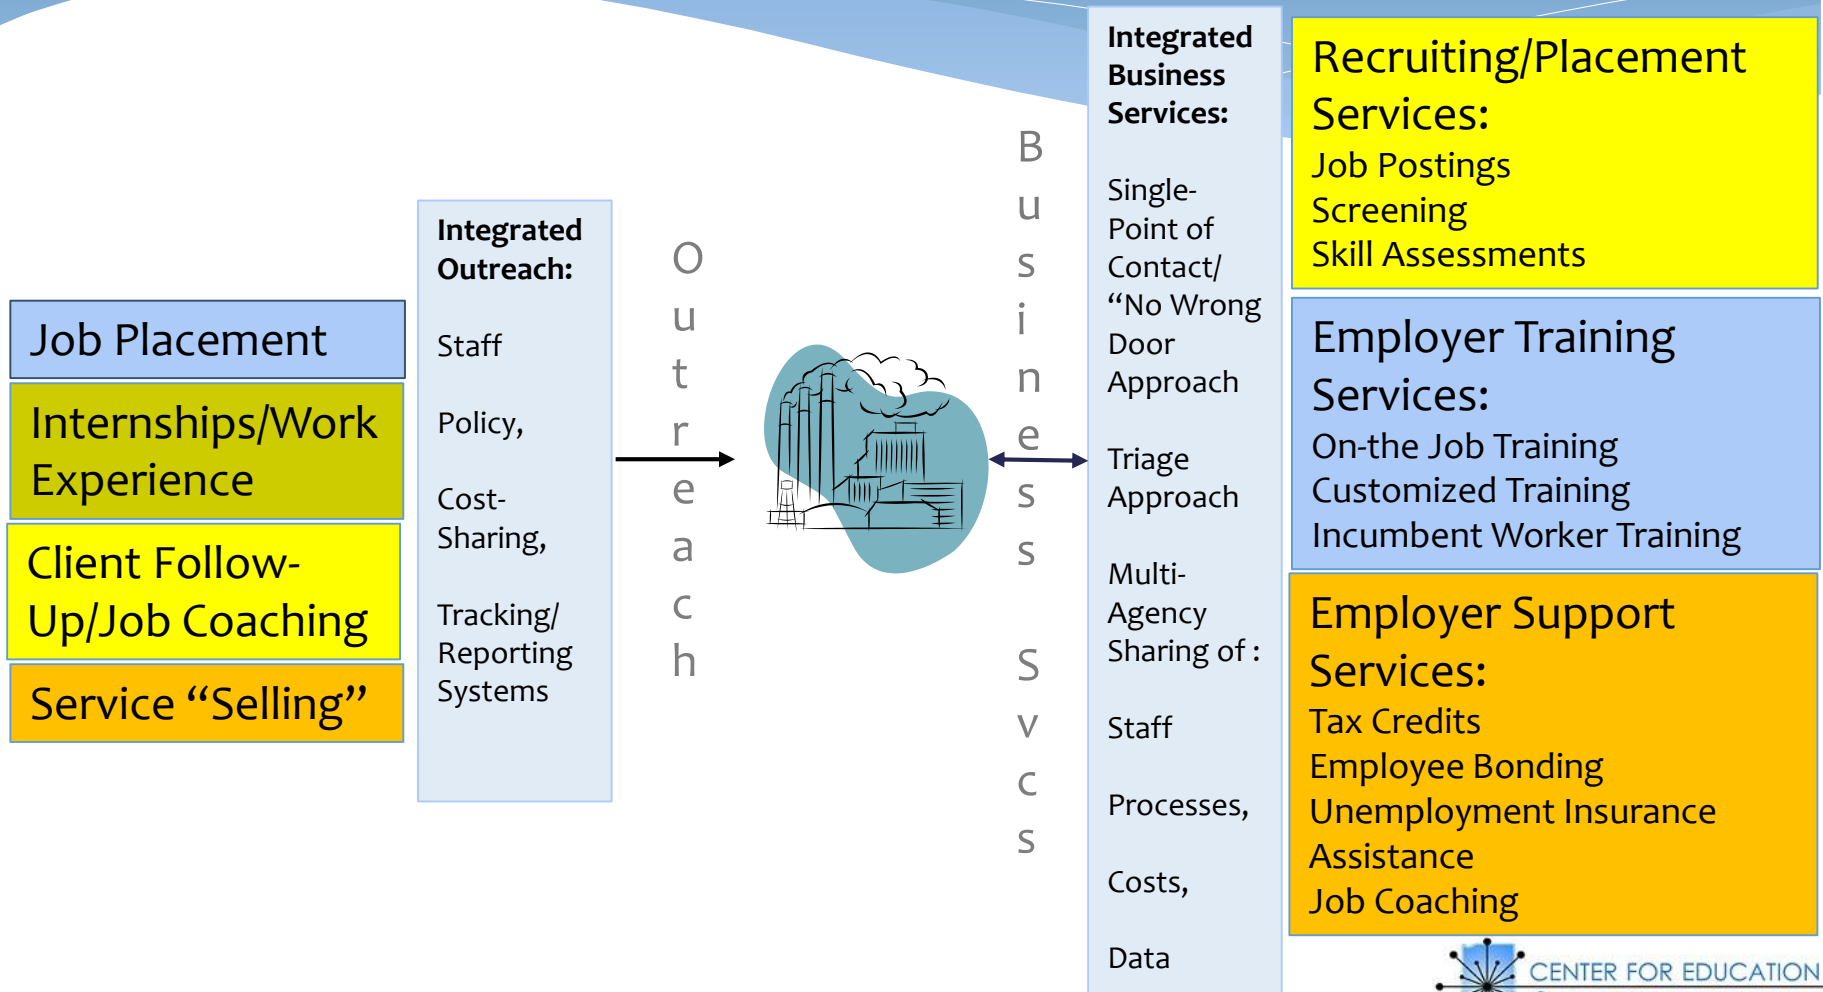 Job Placement
Internships/Work
Experience
Client Follow-
Up/Job Coaching
Service “Selling”
Integrated
Outreach:
Staff
Policy,
Cost-
Sharing,
Tracking/
Reporting
Systems
Outreach
Business Svcs
Integrated
Business
Services:
Single-
Point of
Contact/
“No Wrong
Door
Approach
Triage
Approach
Multi-
Agency
Sharing of :
Staff
Processes,
Costs,
Data
Recruiting/Placement
Services:
Job Postings
Screening
Skill Assessments
Employer Training
Services:
On-the Job Training
Customized Training
Incumbent Worker Training
Employer Support
Services:
Tax Credits
Employee Bonding
Unemployment Insurance
Assistance
Job Coaching
CENTER FOR EDUCATION